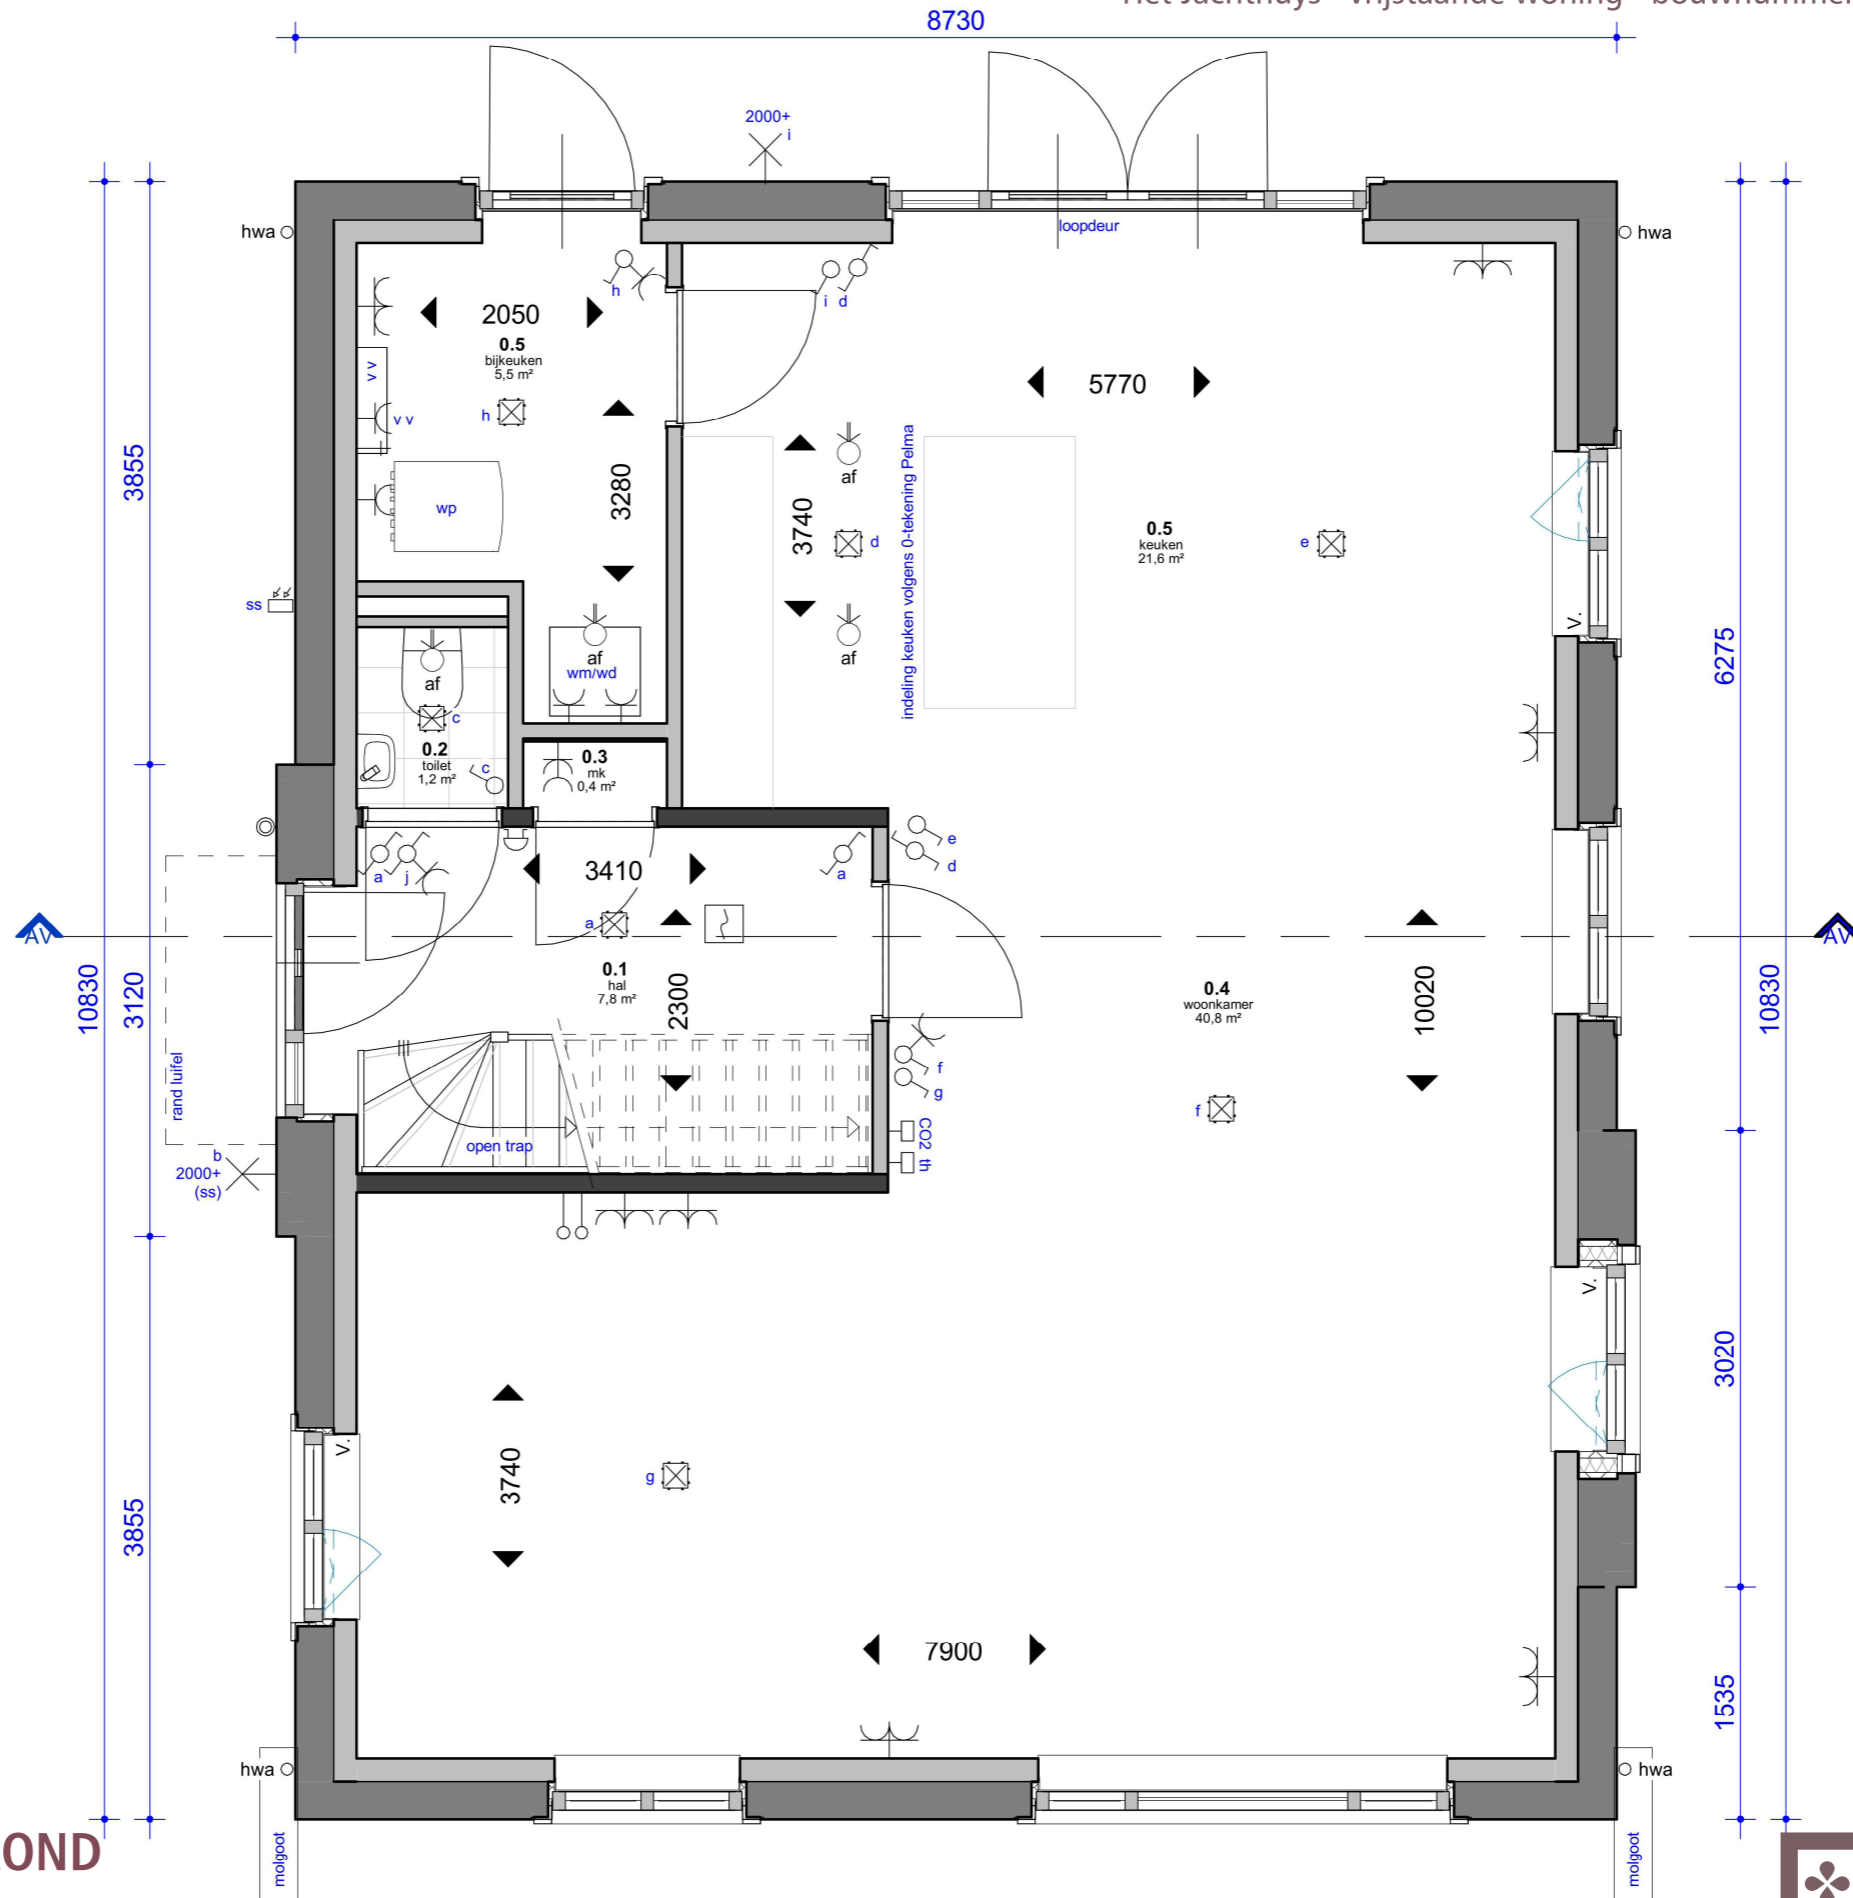 8730
2000+
i
hwa
hwa
loopdeur
h
i
d
2050
0.5
bijkeuken
5,5 m²
v v
v v
h
5770
3855
3280
wp
3740
af
d
af
indeling keuken volgens 0-tekening Pelma
0.5
keuken
21,6 m²
e
V.
6275
ss
af
c
af
wm/wd
0.2
toilet
1,2 m²
c
0.3
mk
0,4 m²
a
j
3410
a
e
d
a
AV
AV
10830
3120
0.1
hal
7,8 m²
2300
0.4
woonkamer
40,8 m²
10020
10830
rand luifel
f
g
f
open trap
CO2
th
b
2000+
(ss)
V.
3020
V.
3740
g
3855
7900
1535
hwa
hwa
molgoot
molgoot
OND